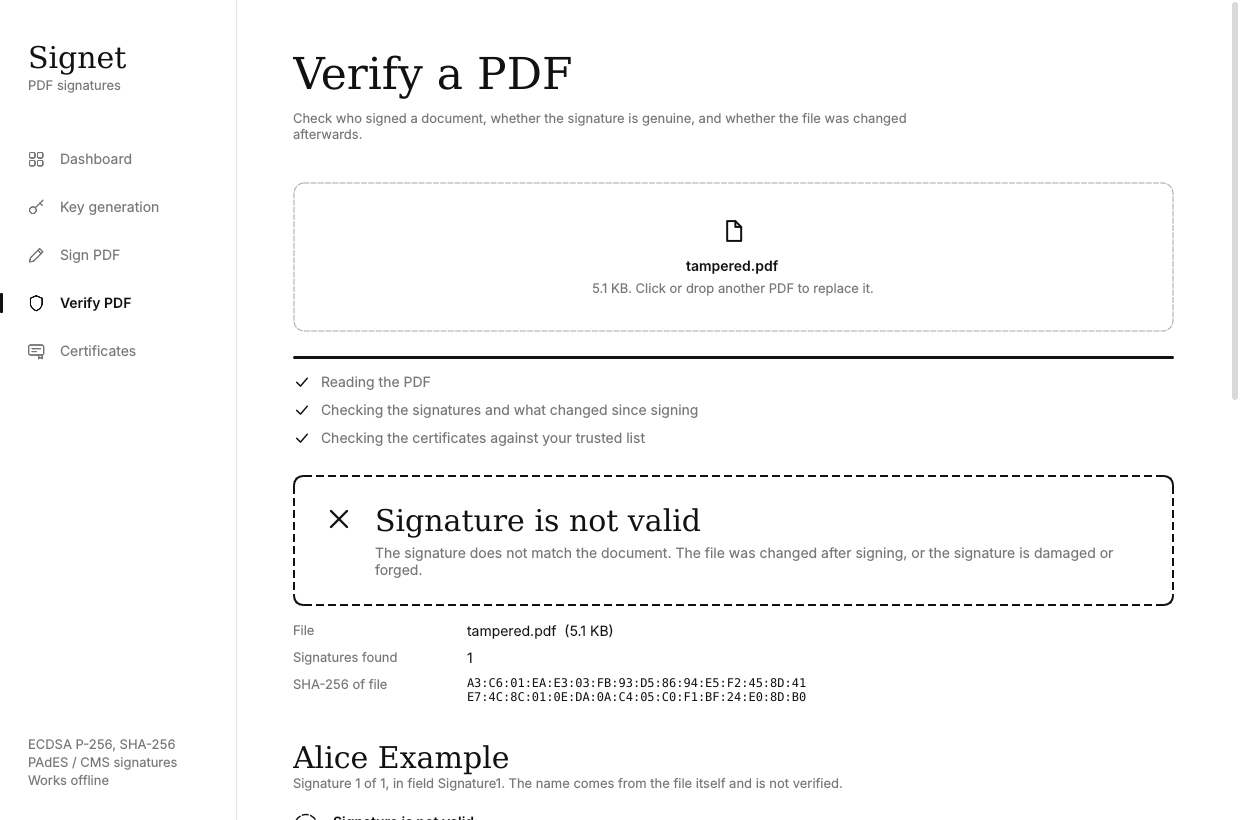 Signet
PDF signatures
Dashboard
Key generation
Sign PDF
Verify PDF
Certificates
ECDSA P-256, SHA-256
PAdES / CMS signatures
Works offline
Verify a PDF
Check who signed a document, whether the signature is genuine, and whether the file was changed
afterwards.
tampered.pdf
5.1 KB. Click or drop another PDF to replace it.
Reading the PDF
Checking the signatures and what changed since signing
Checking the certificates against your trusted list
Signature is not valid
The signature does not match the document. The file was changed after signing, or the signature is damaged or
forged.
File tampered.pdf (5.1 KB)
Signatures found 1
SHA-256 of file A3:C6:01:EA:E3:03:FB:93:D5:86:94:E5:F2:45:8D:41
E7:4C:8C:01:0E:DA:0A:C4:05:C0:F1:BF:24:E0:8D:B0
Alice Example
Signature 1 of 1, in field Signature1. The name comes from the file itself and is not verified.
Signature is not valid